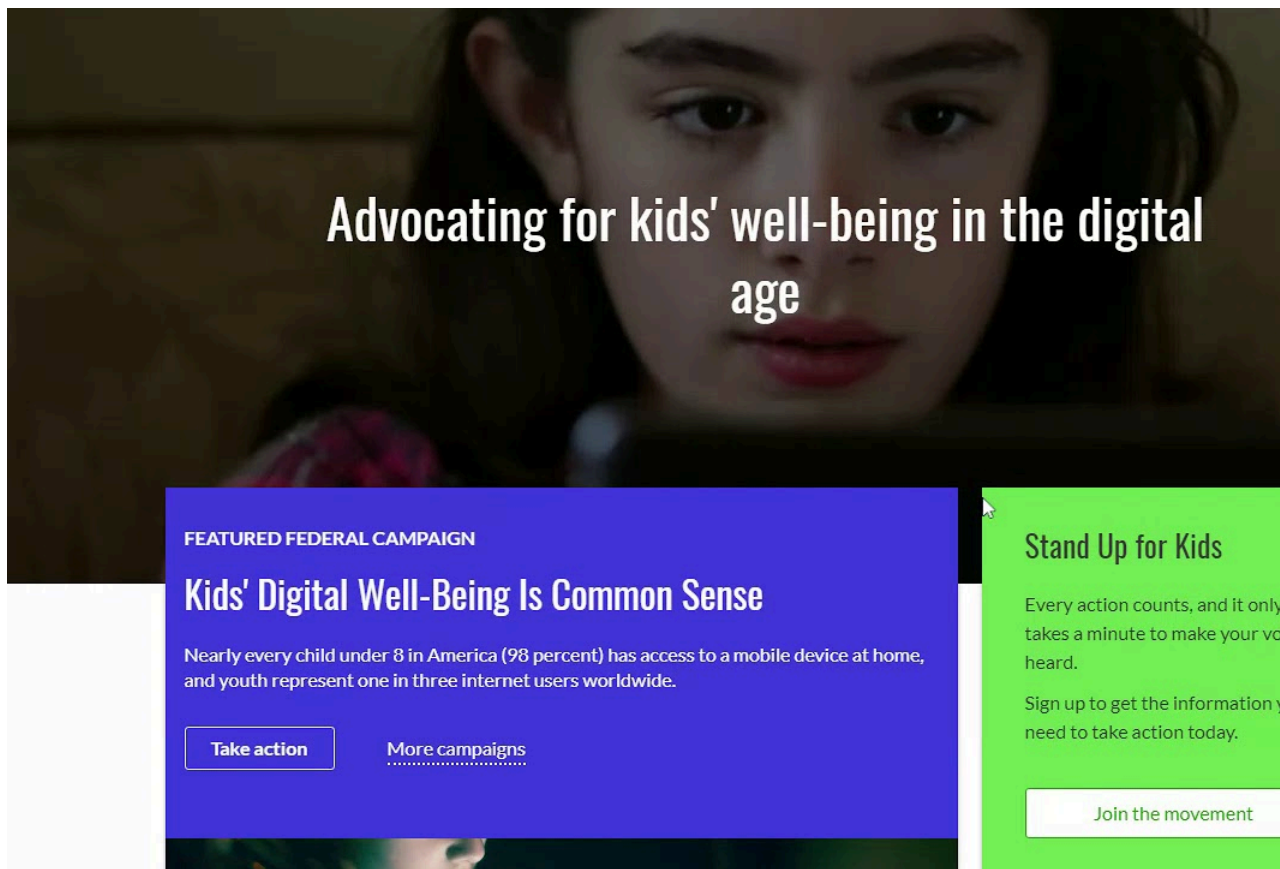 Advocating for kids' well-being in the digital
age
FEATURED FEDERAL CAMPAIGN
Kids' Digital Well-Being Is Common Sense
Nearly every child under 8 in America (98 percent) has access to a mobile device at home,
and youth represent one in three internet users worldwide.
Take action
More campaigns
Stand Up for Kids
Every action counts, and it only
takes a minute to make your
heard.
Sign up to get the information
need to take action today.
Join the movement